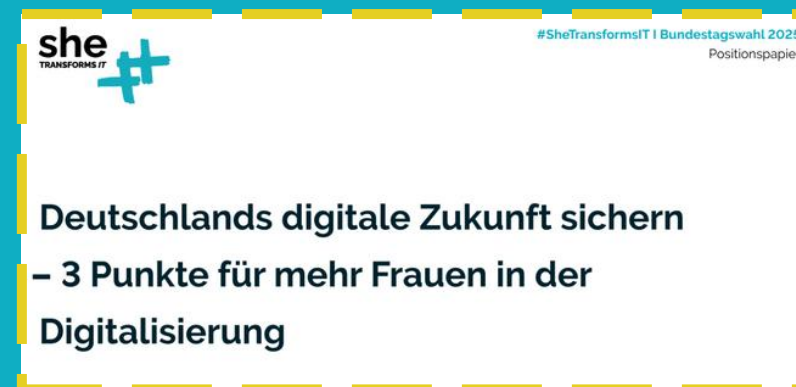 she
TRANSFORMS IT
#SheTransformsIT I Bundestagswahl 2025
Positionspapie
Deutschlands digitale Zukunft sichern
– 3 Punkte für mehr Frauen in der
Digitalisierung